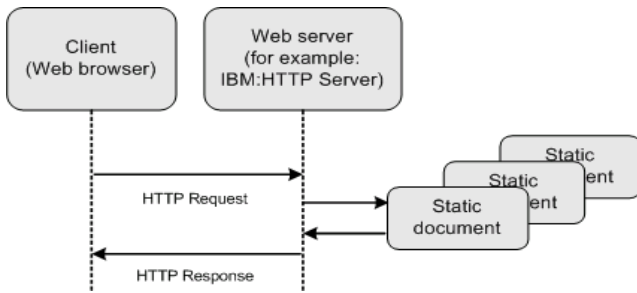 Client
(Web browser)
Web server
(for example:
IBM:HTTP Server)
HTTP Request
HTTP Response
Static
Static
Static
document